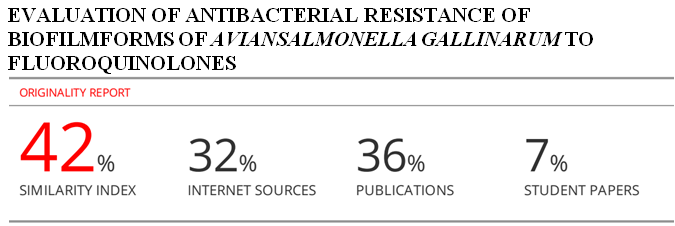 EVALUATION OF ANTIBACTERIAL RESISTANCE OF
BIOFILMFORMS OF AVIANSALMONELLA GALLINARUM TO
FLUOROQUINOLONES
ORIGINALITY REPORT
42% 32% 36% 7%
SIMILARITY INDEX INTERNET SOURCES PUBLICATIONS STUDENT PAPERS